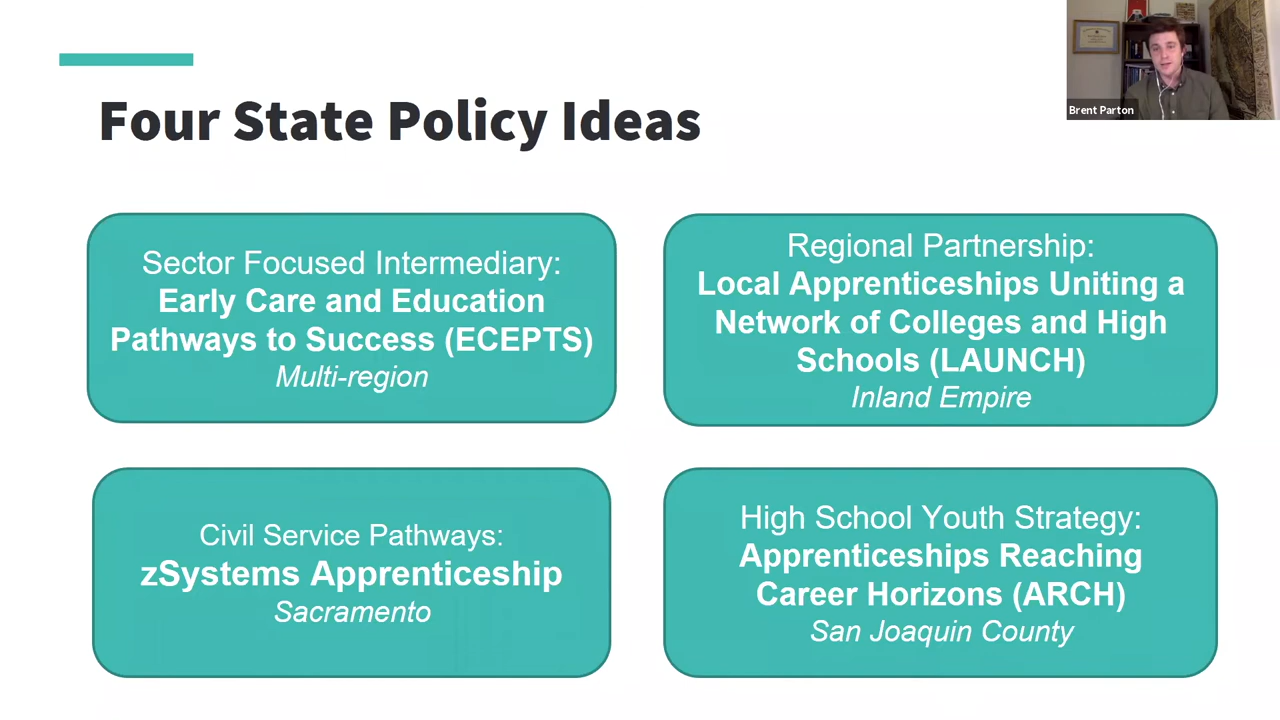 Four State Policy Ideas
Brent Parton
Sector Focused Intermediary:
Early Care and Education
Pathways to Success (ECEPTS)
Multi-region
Regional Partnership:
Local Apprenticeships Uniting a
Network of Colleges and High
Schools (LAUNCH)
Inland Empire
Civil Service Pathways:
zSystems Apprenticeship
Sacramento
High School Youth Strategy:
Apprenticeships Reaching
Career Horizons (ARCH)
San Joaquin County